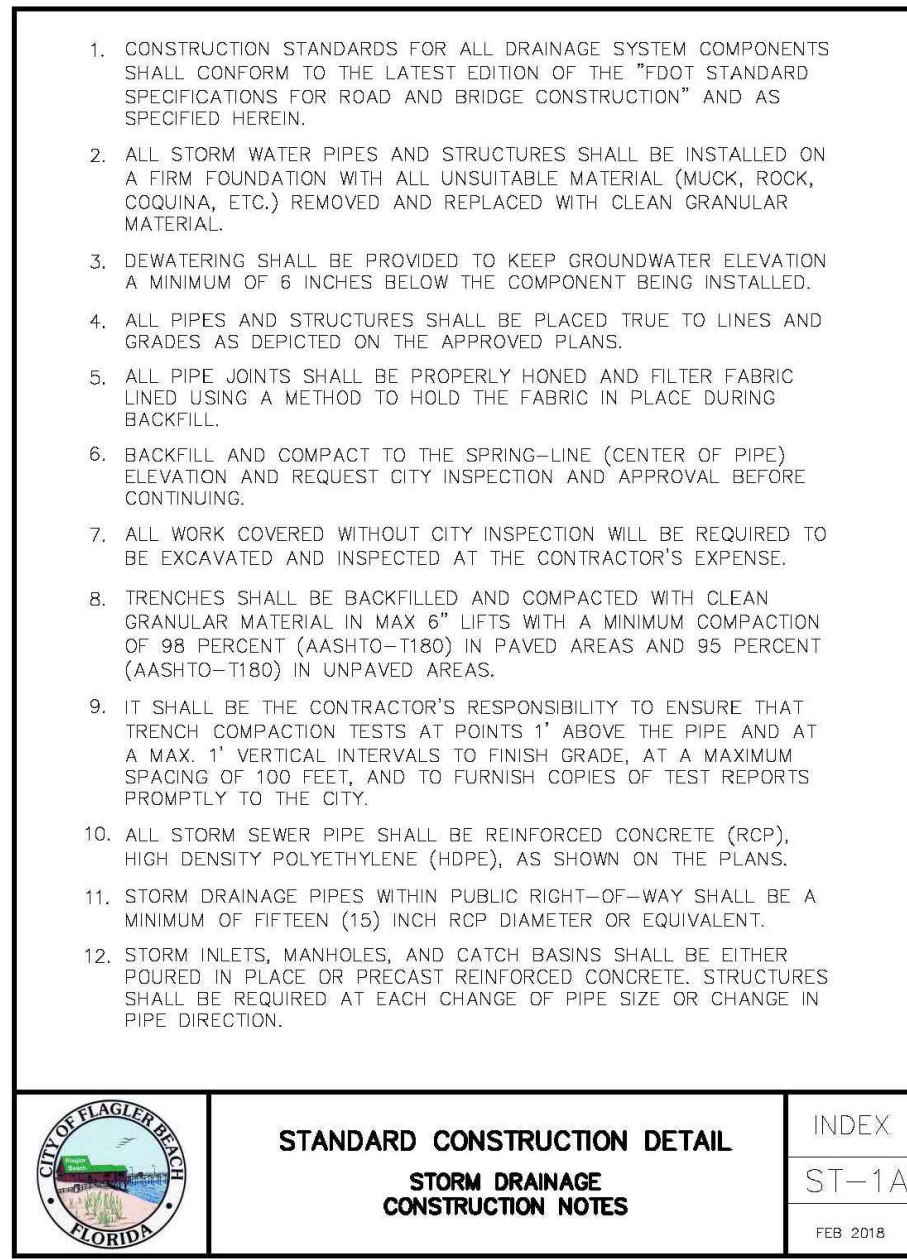 1. CONSTRUCTION STANDARDS FOR ALL DRAINAGE SYSTEM COMPONENTS
SHALL CONFORM TO THE LATEST EDITION OF THE "FDOT STANDARD
SPECIFICATIONS FOR ROAD AND BRIDGE CONSTRUCTION" AND AS
SPECIFIED HEREIN.
2. ALL STORM WATER PIPES AND STRUCTURES SHALL BE INSTALLED ON
A FIRM FOUNDATION WITH ALL UNSUITABLE MATERIAL (MUCK, ROCK,
COQUINA, ETC.) REMOVED AND REPLACED WITH CLEAN GRANULAR
MATERIAL.
3. DEWATERING SHALL BE PROVIDED TO KEEP GROUNDWATER ELEVATION
A MINIMUM OF 6 INCHES BELOW THE COMPONENT BEING INSTALLED.
4. ALL PIPES AND STRUCTURES SHALL BE PLACED TRUE TO LINES AND
GRADES AS DEPICTED ON THE APPROVED PLANS.
5. ALL PIPE JOINTS SHALL BE PROPERLY HONED AND FILTER FABRIC
LINED USING A METHOD TO HOLD THE FABRIC IN PLACE DURING
BACKFILL.
6. BACKFILL AND COMPACT TO THE SPRING-LINE (CENTER OF PIPE)
ELEVATION AND REQUEST CITY INSPECTION AND APPROVAL BEFORE
CONTINUING.
7. ALL WORK COVERED WITHOUT CITY INSPECTION WILL BE REQUIRED TO
BE EXCAVATED AND INSPECTED AT THE CONTRACTOR'S EXPENSE.
8. TRENCHES SHALL BE BACKFILLED AND COMPACTED WITH CLEAN
GRANULAR MATERIAL IN MAX 6" LIFTS WITH A MINIMUM COMPACTION
OF 98 PERCENT (AASHTO-T180) IN PAVED AREAS AND 95 PERCENT
(AASHTO-T180) IN UNPAVED AREAS.
9. IT SHALL BE THE CONTRACTOR'S RESPONSIBILITY TO ENSURE THAT
TRENCH COMPACTION TESTS AT POINTS 1' ABOVE THE PIPE AND AT
A MAX. 1' VERTICAL INTERVALS TO FINISH GRADE, AT A MAXIMUM
SPACING OF 100 FEET, AND TO FURNISH COPIES OF TEST REPORTS
PROMPTLY TO THE CITY.
10. ALL STORM SEWER PIPE SHALL BE REINFORCED CONCRETE (RCP),
HIGH DENSITY POLYETHYLENE (HDPE), AS SHOWN ON THE PLANS.
11. STORM DRAINAGE PIPES WITHIN PUBLIC RIGHT-OF-WAY SHALL BE A
MINIMUM OF FIFTEEN (15) INCH RCP DIAMETER OR EQUIVALENT.
12. STORM INLETS, MANHOLES, AND CATCH BASINS SHALL BE EITHER
POURED IN PLACE OR PRECAST REINFORCED CONCRETE. STRUCTURES
SHALL BE REQUIRED AT EACH CHANGE OF PIPE SIZE OR CHANGE IN
PIPE DIRECTION.
CITY OF FLAGLER BEACH
Flagler
Beach
FLORIDA
STANDARD CONSTRUCTION DETAIL
STORM DRAINAGE
CONSTRUCTION NOTES
INDEX
ST-1A
FEB 2018